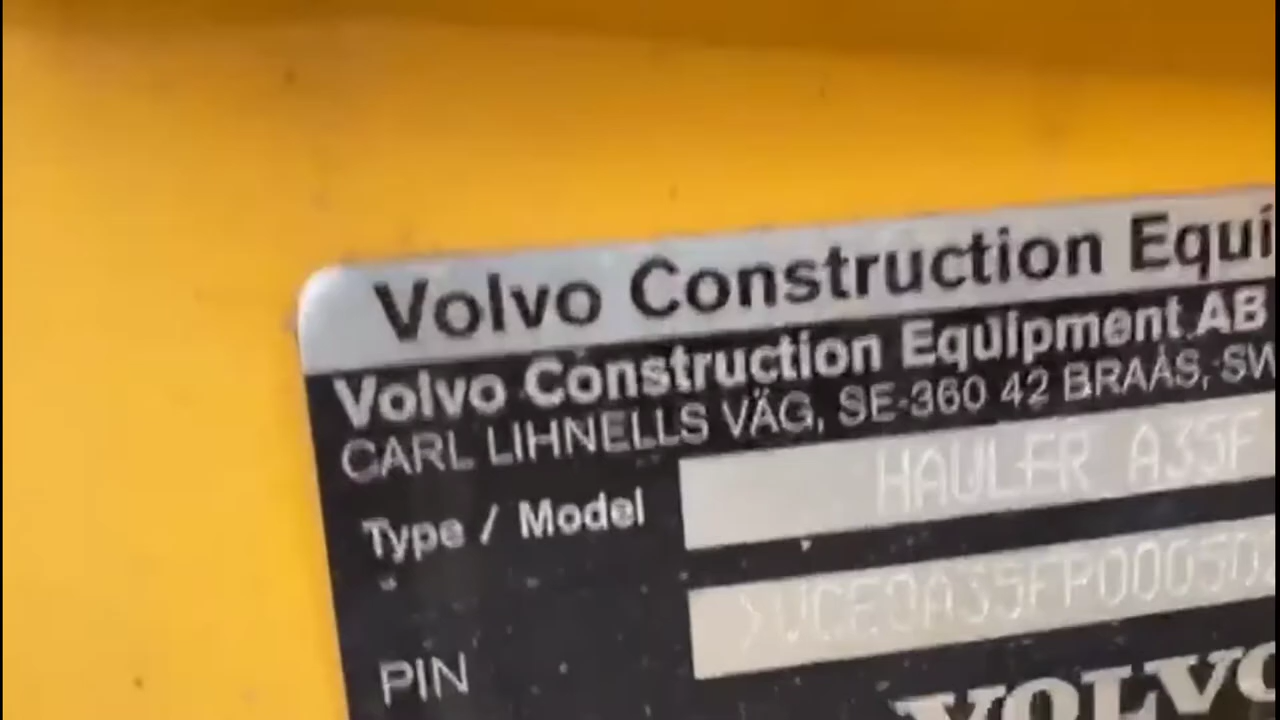 Volvo Construction Equi
Volvo Construction Equipment AB
CARL LIHNELLS VÄG, SE-360 42 BRAÅS, SW
Type / Model HAULER A35F
PIN
VOLVO